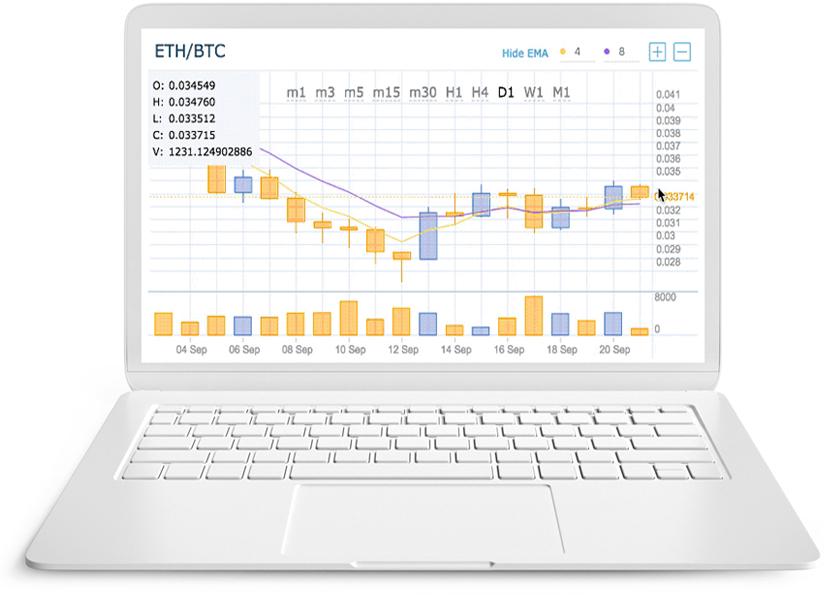 ETH/BTC
Hide EMA 4 8 + −
O: 0.034549
H: 0.034760
L: 0.033512
C: 0.033715
V: 1231.124902886
m1 m3 m5 m15 m30 H1 H4 D1 W1 M1
0.041
0.04
0.039
0.038
0.037
0.036
0.035
33714
0.032
0.031
0.03
0.029
0.028
8000
0
04 Sep 06 Sep 08 Sep 10 Sep 12 Sep 14 Sep 16 Sep 18 Sep 20 Sep